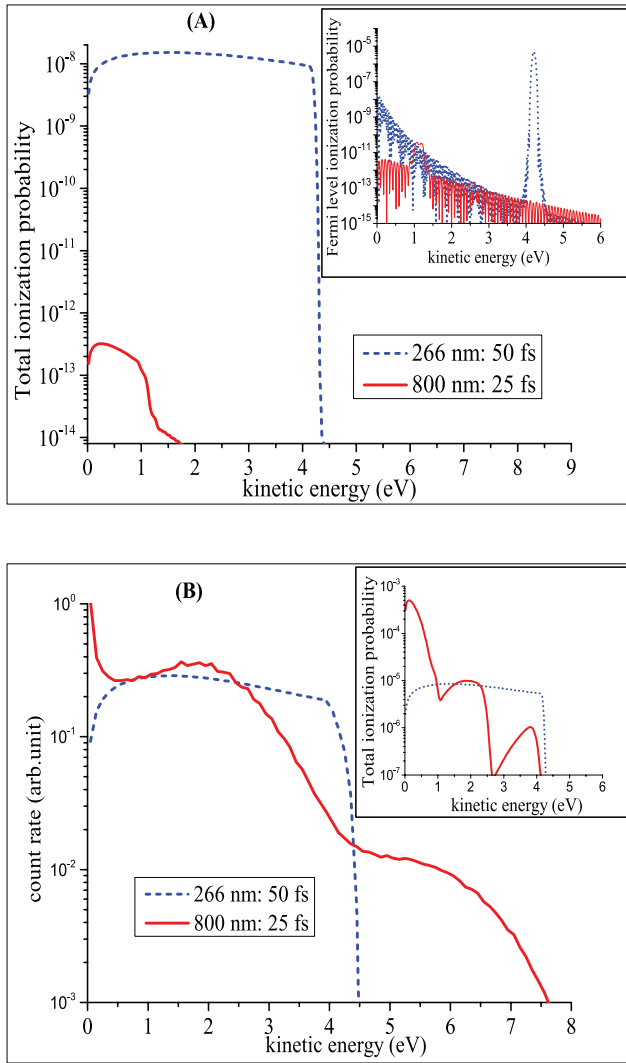 (A)
Total ionization probability
10^-8
10^-9
10^-10
10^-11
10^-12
10^-13
10^-14
0 1 2 3 4 5 6 7 8 9
kinetic energy (eV)
266 nm: 50 fs
800 nm: 25 fs
Fermi level ionization probability
10^-5
10^-7
10^-9
10^-11
10^-13
10^-15
0 1 2 3 4 5 6
kinetic energy (eV)
(B)
count rate (arb.unit)
10^0
10^-1
10^-2
10^-3
0 1 2 3 4 5 6 7 8
kinetic energy (eV)
266 nm: 50 fs
800 nm: 25 fs
Total ionization probability
10^-3
10^-4
10^-5
10^-6
10^-7
0 1 2 3 4 5 6
kinetic energy (eV)